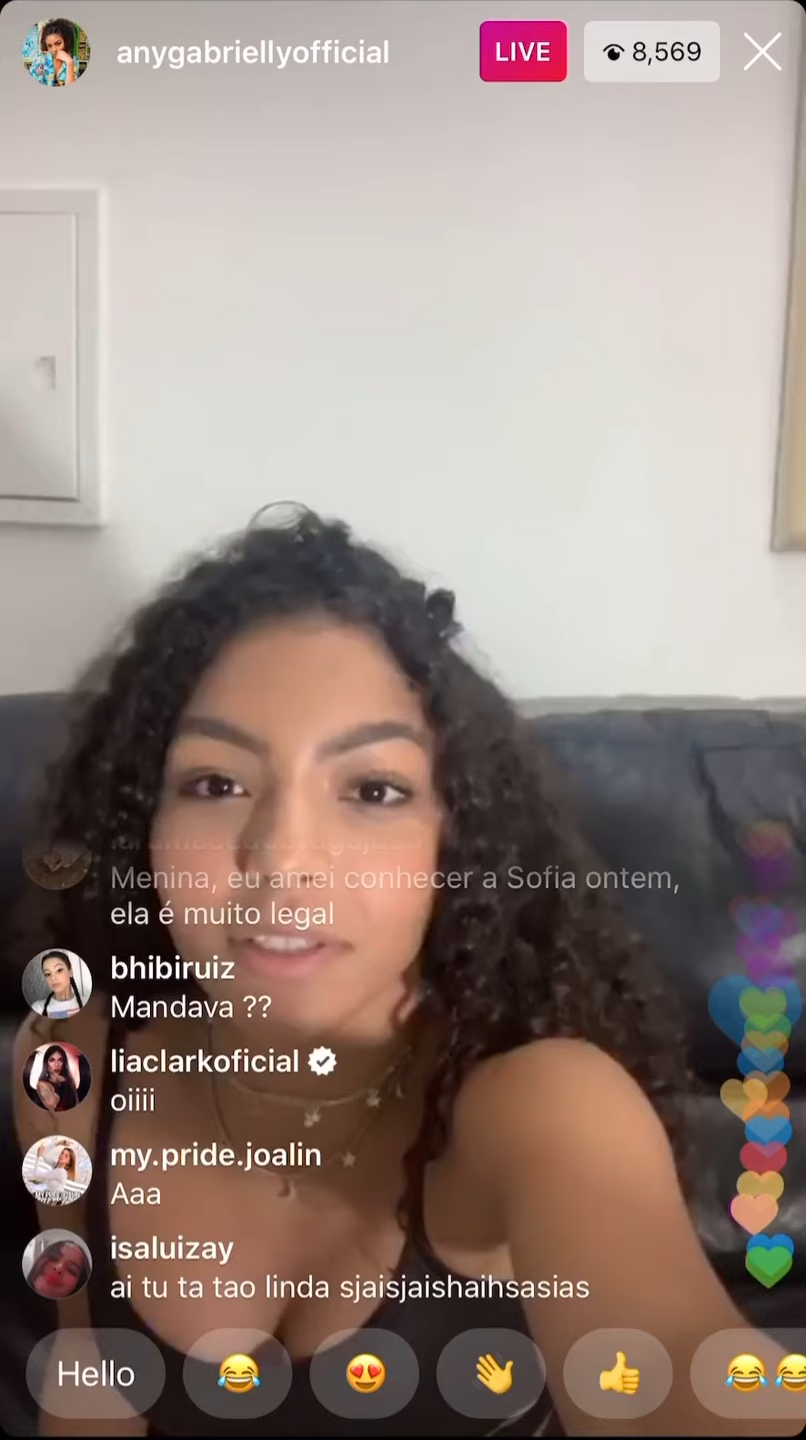 anygabriellyofficial
LIVE
8,569
Menina, eu amei conhecer a Sofia ontem,
ela é muito legal
bhibiruiz
Mandava ??
liaclarkoficial
oiiii
my.pride.joalin
Aaa
isaluizay
ai tu ta tao linda sjaisjaishaihsasias
Hello